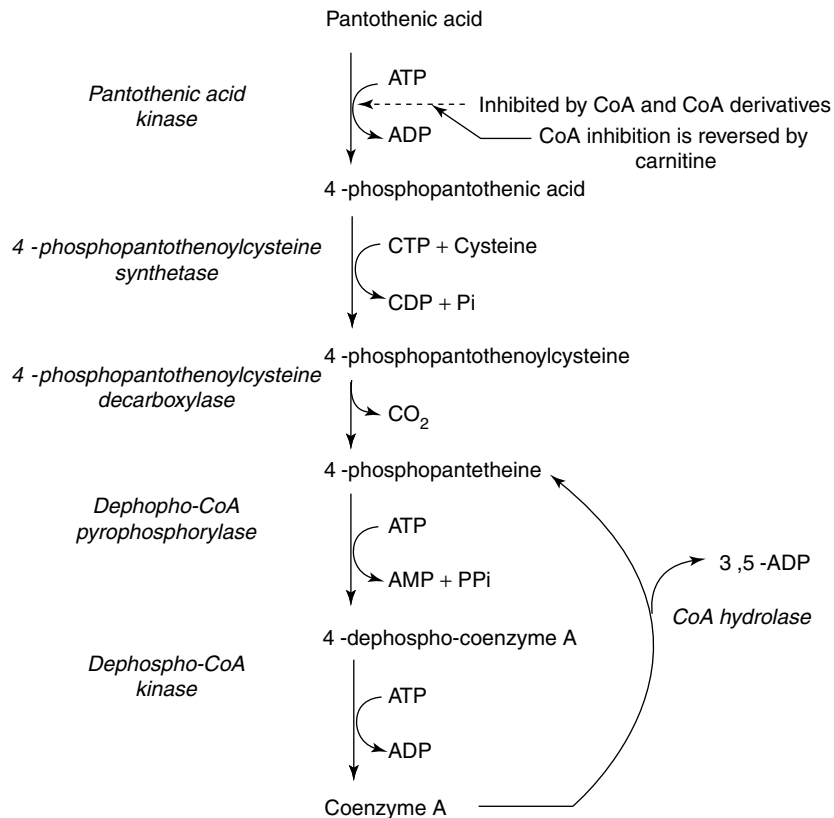 Pantothenic acid
Pantothenic acid
kinase
ATP
ADP
Inhibited by CoA and CoA derivatives
CoA inhibition is reversed by
carnitine
4 -phosphopantothenic acid
4 -phosphopantothenoylcysteine
synthetase
CTP + Cysteine
CDP + Pi
4 -phosphopantothenoylcysteine
4 -phosphopantothenoylcysteine
decarboxylase
CO2
4 -phosphopantetheine
Dephopho-CoA
pyrophosphorylase
ATP
AMP + PPi
3 ,5 -ADP
CoA hydrolase
4 -dephospho-coenzyme A
Dephospho-CoA
kinase
ATP
ADP
Coenzyme A